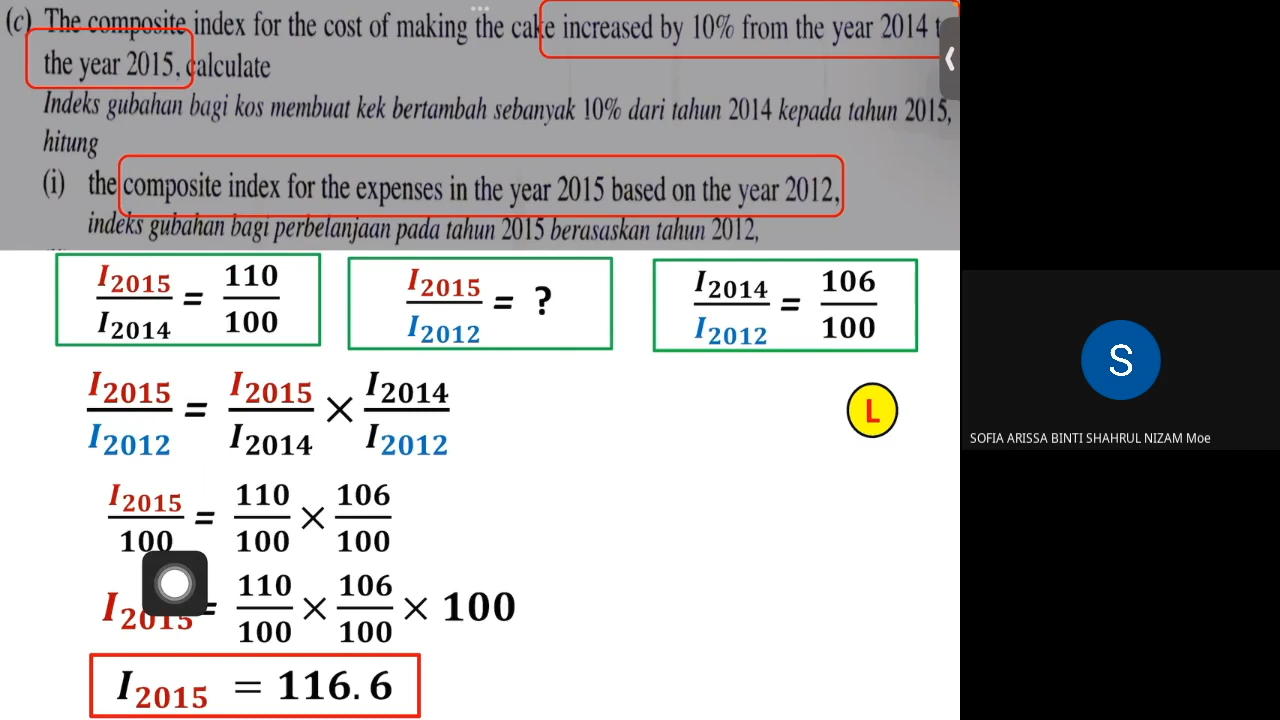 (c) The composite index for the cost of making the cake increased by 10% from the year 2014 t
the year 2015, calculate
Indeks gubahan bagi kos membuat kek bertambah sebanyak 10% dari tahun 2014 kepada tahun 2015,
hitung
(i) the composite index for the expenses in the year 2015 based on the year 2012,
indeks gubahan bagi perbelanjaan pada tahun 2015 berasaskan tahun 2012,
I2015/I2014 = 110/100
I2015/I2012 = ?
I2014/I2012 = 106/100
I2015/I2012 = I2015/I2014 × I2014/I2012
L
I2015/100 = 110/100 × 106/100
I2015 = 110/100 × 106/100 × 100
I2015 = 116.6
S
SOFIA ARISSA BINTI SHAHRUL NIZAM Moe